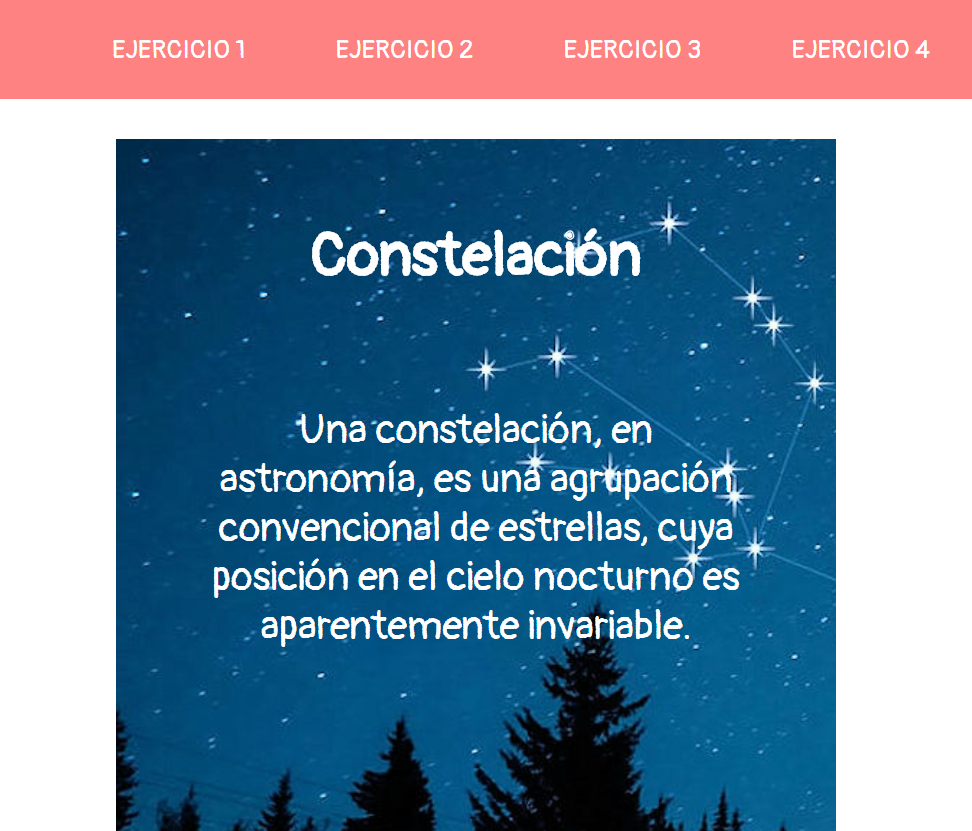 EJERCICIO 1 EJERCICIO 2 EJERCICIO 3 EJERCICIO 4
Constelación
Una constelación, en
astronomía, es una agrupación
convencional de estrellas, cuya
posición en el cielo nocturno es
aparentemente invariable.